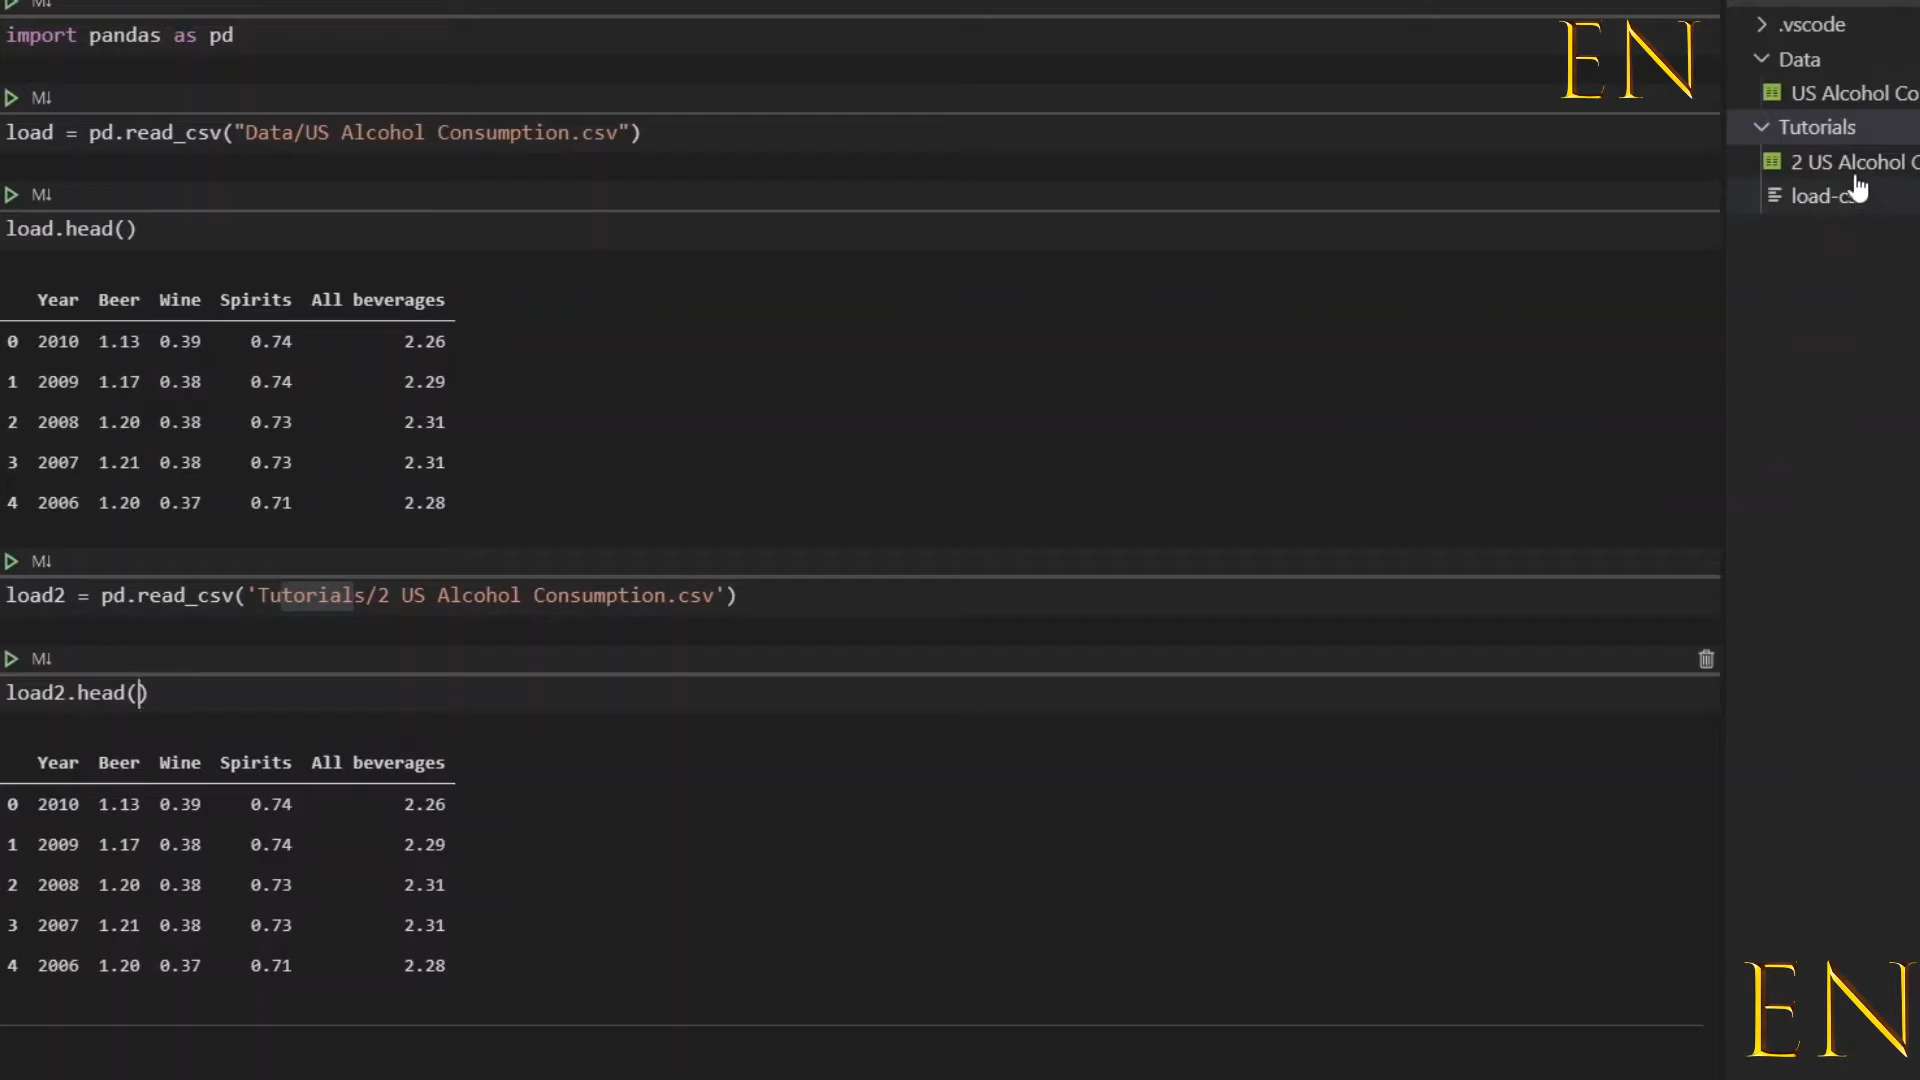 M↓
import pandas as pd
M↓
load = pd.read_csv("Data/US Alcohol Consumption.csv")
M↓
load.head()
Year Beer Wine Spirits All beverages
0 2010 1.13 0.39 0.74 2.26
1 2009 1.17 0.38 0.74 2.29
2 2008 1.20 0.38 0.73 2.31
3 2007 1.21 0.38 0.73 2.31
4 2006 1.20 0.37 0.71 2.28
M↓
load2 = pd.read_csv('Tutorials/2 US Alcohol Consumption.csv')
M↓
load2.head()
Year Beer Wine Spirits All beverages
0 2010 1.13 0.39 0.74 2.26
1 2009 1.17 0.38 0.74 2.29
2 2008 1.20 0.38 0.73 2.31
3 2007 1.21 0.38 0.73 2.31
4 2006 1.20 0.37 0.71 2.28
EN
.vscode
Data
US Alcohol Co
Tutorials
2 US Alcohol
EN